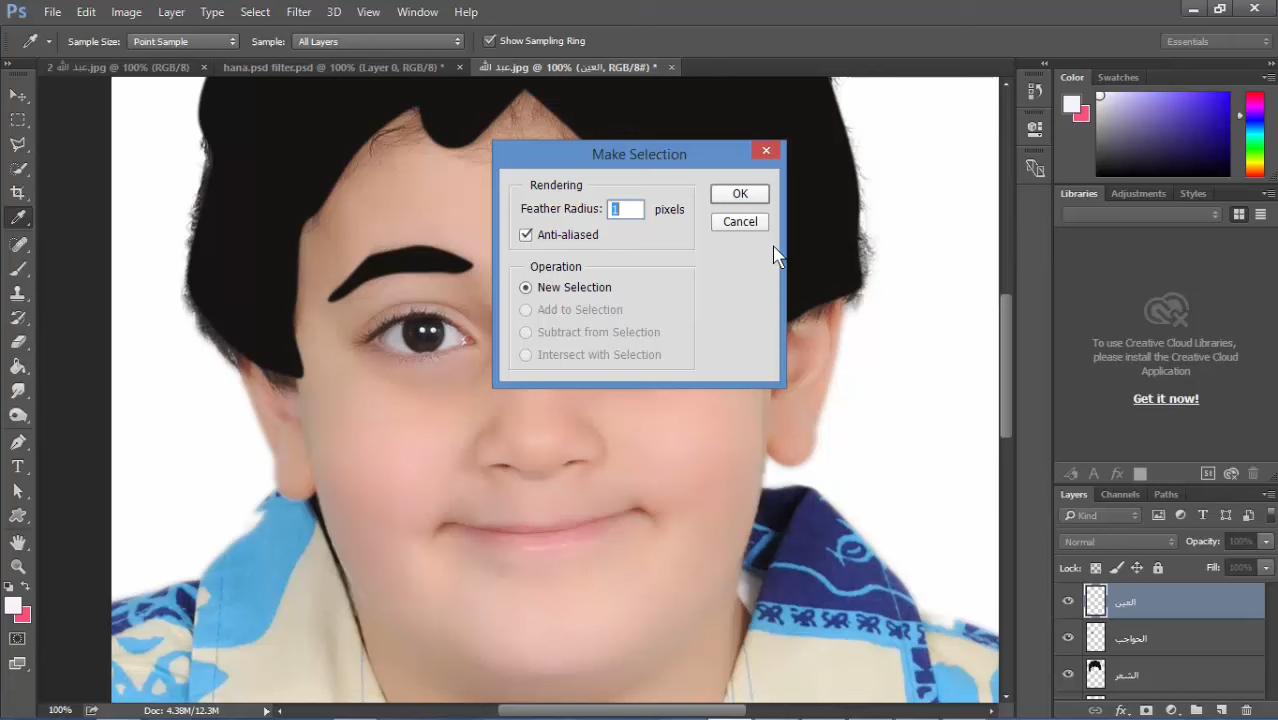 Ps File Edit Image Layer Type Select Filter 3D View Window Help
Sample Size: Point Sample Sample: All Layers Show Sampling Ring Essentials
عبد الله 2.jpg @ 100% (RGB/8) × hana.psd filter.psd @ 100% (Layer 0, RGB/8) * × عبد الله.jpg @ 100% (العين, RGB/8#) * ×
Color Swatches
Make Selection
Rendering
Feather Radius: 1 pixels
Anti-aliased
OK
Cancel
Operation
New Selection
Add to Selection
Subtract from Selection
Intersect with Selection
Libraries Adjustments Styles
To use Creative Cloud Libraries,
please install the Creative Cloud
Application
Get it now!
Layers Channels Paths
Kind
Normal Opacity: 100%
Lock: Fill: 100%
العين
الحواجب
الشعر
100% Doc: 4.38M/12.3M